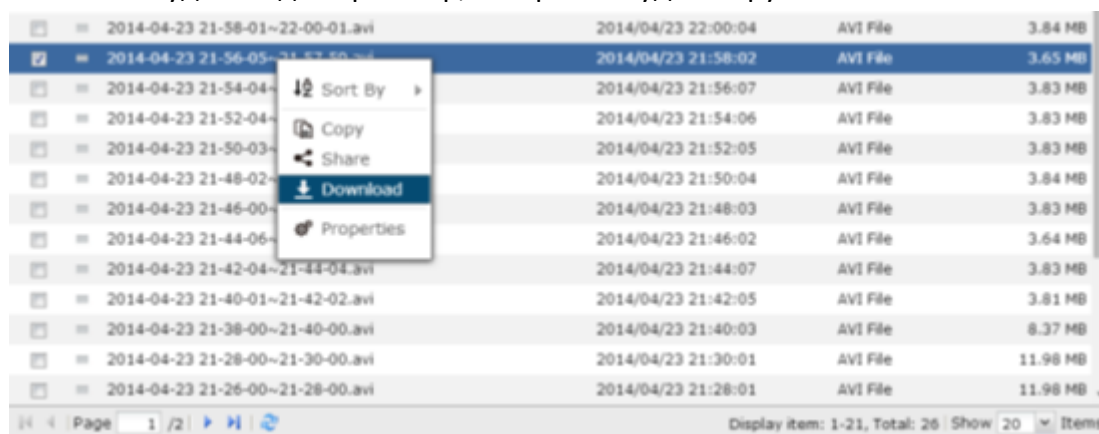 2014-04-23 21-58-01~22-00-01.avi 2014/04/23 22:00:04 AVI File 3.84 MB
2014-04-23 21-56-05~21-57-59.avi 2014/04/23 21:58:02 AVI File 3.65 MB
2014-04-23 21-54-04~ 2014/04/23 21:56:07 AVI File 3.83 MB
Sort By
2014-04-23 21-52-04~ 2014/04/23 21:54:06 AVI File 3.83 MB
Copy
2014-04-23 21-50-03~ 2014/04/23 21:52:05 AVI File 3.83 MB
Share
2014-04-23 21-48-02~ 2014/04/23 21:50:04 AVI File 3.84 MB
Download
2014-04-23 21-46-00~ 2014/04/23 21:48:03 AVI File 3.83 MB
Properties
2014-04-23 21-44-06~ 2014/04/23 21:46:02 AVI File 3.64 MB
2014-04-23 21-42-04~21-44-04.avi 2014/04/23 21:44:07 AVI File 3.83 MB
2014-04-23 21-40-01~21-42-02.avi 2014/04/23 21:42:05 AVI File 3.81 MB
2014-04-23 21-38-00~21-40-00.avi 2014/04/23 21:40:03 AVI File 8.37 MB
2014-04-23 21-28-00~21-30-00.avi 2014/04/23 21:30:01 AVI File 11.98 MB
2014-04-23 21-26-00~21-28-00.avi 2014/04/23 21:28:01 AVI File 11.98 MB
Page 1 /2 Display item: 1-21, Total: 26 Show 20 Items